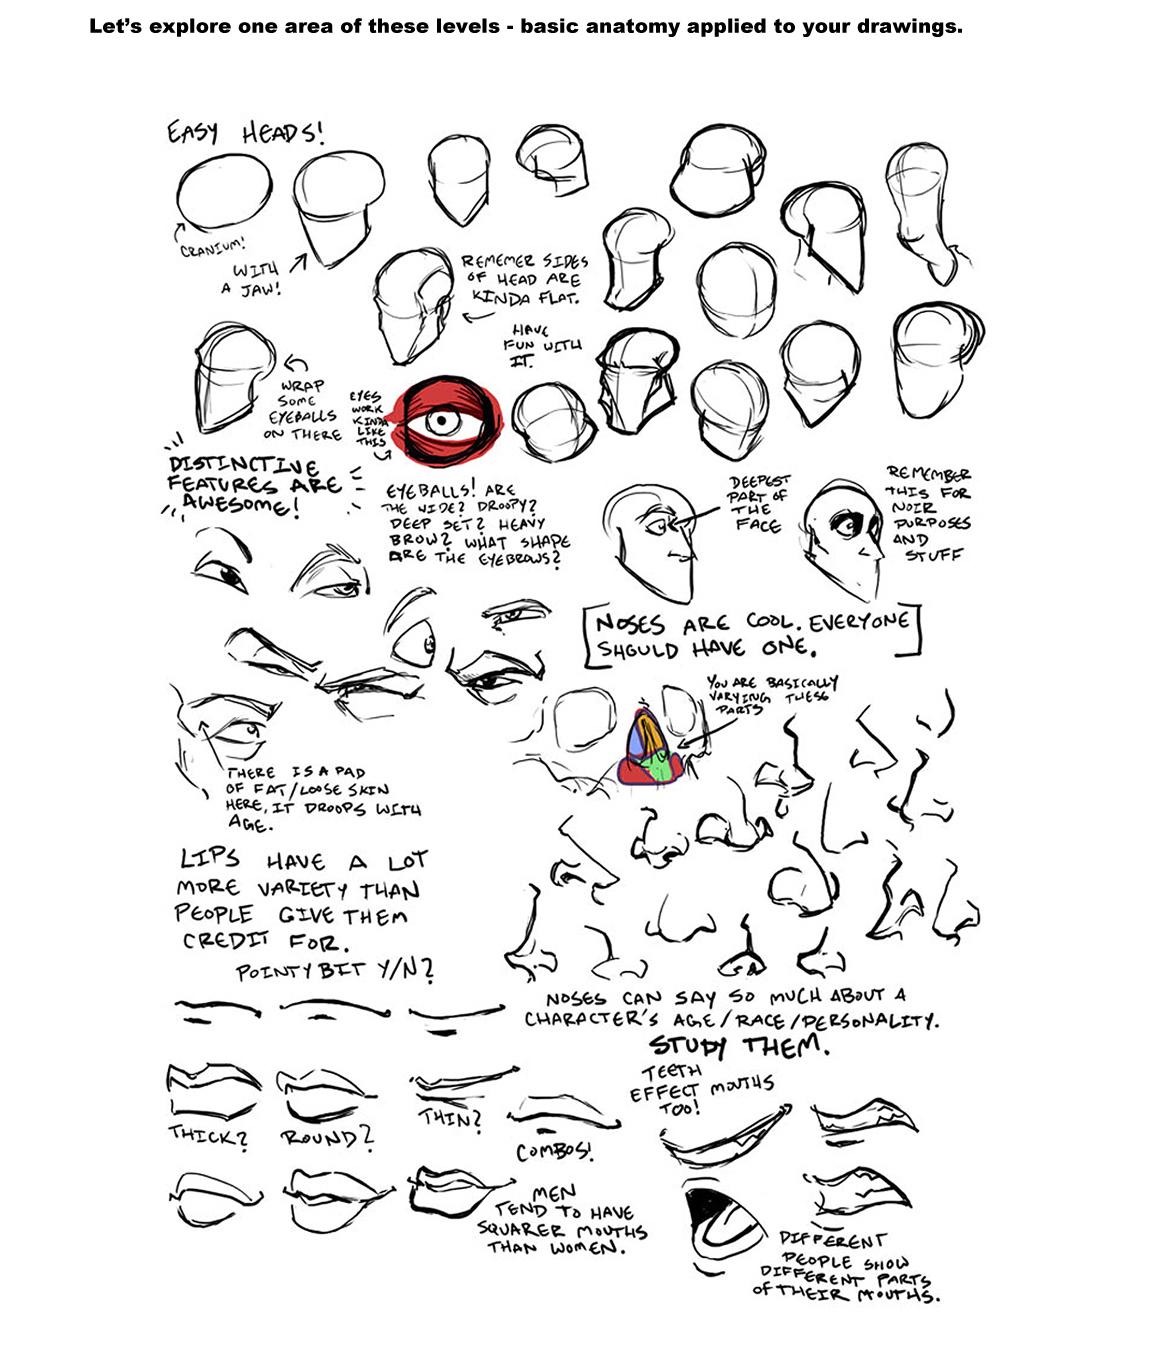 Let's explore one area of these levels - basic anatomy applied to your drawings.
EASY HEADS!
CRANIUM!
WITH
A JAW!
REMEMER SIDES
OF HEAD ARE
KINDA FLAT.
HAVE
FUN WITH
IT.
WRAP
SOME
EYEBALLS
ON THERE
EYES
WORK
KINDA
LIKE
THIS
DISTINCTIVE
FEATURES ARE
AWESOME!
EYEBALLS! ARE
THE WIDE? DROOPY?
DEEP SET? HEAVY
BROW? WHAT SHAPE
ARE THE EYEBROWS?
DEEPEST
PART OF
THE
FACE
REMEMBER
THIS FOR
NOIR
PURPOSES
AND
STUFF
NOSES ARE COOL. EVERYONE
SHOULD HAVE ONE.
YOU ARE BASICALLY
VARYING THESE
PARTS
THERE IS A PAD
OF FAT/LOOSE SKIN
HERE, IT DROOPS WITH
AGE.
LIPS HAVE A LOT
MORE VARIETY THAN
PEOPLE GIVE THEM
CREDIT FOR.
POINTY BIT Y/N?
NOSES CAN SAY SO MUCH ABOUT A
CHARACTER'S AGE/RACE/PERSONALITY.
STUDY THEM.
TEETH
EFFECT MOUTHS
TOO!
THICK?
ROUND?
THIN?
COMBOS!
MEN
TEND TO HAVE
SQUARER MOUTHS
THAN WOMEN.
DIFFERENT
PEOPLE SHOW
DIFFERENT PARTS
OF THEIR MOUTHS.